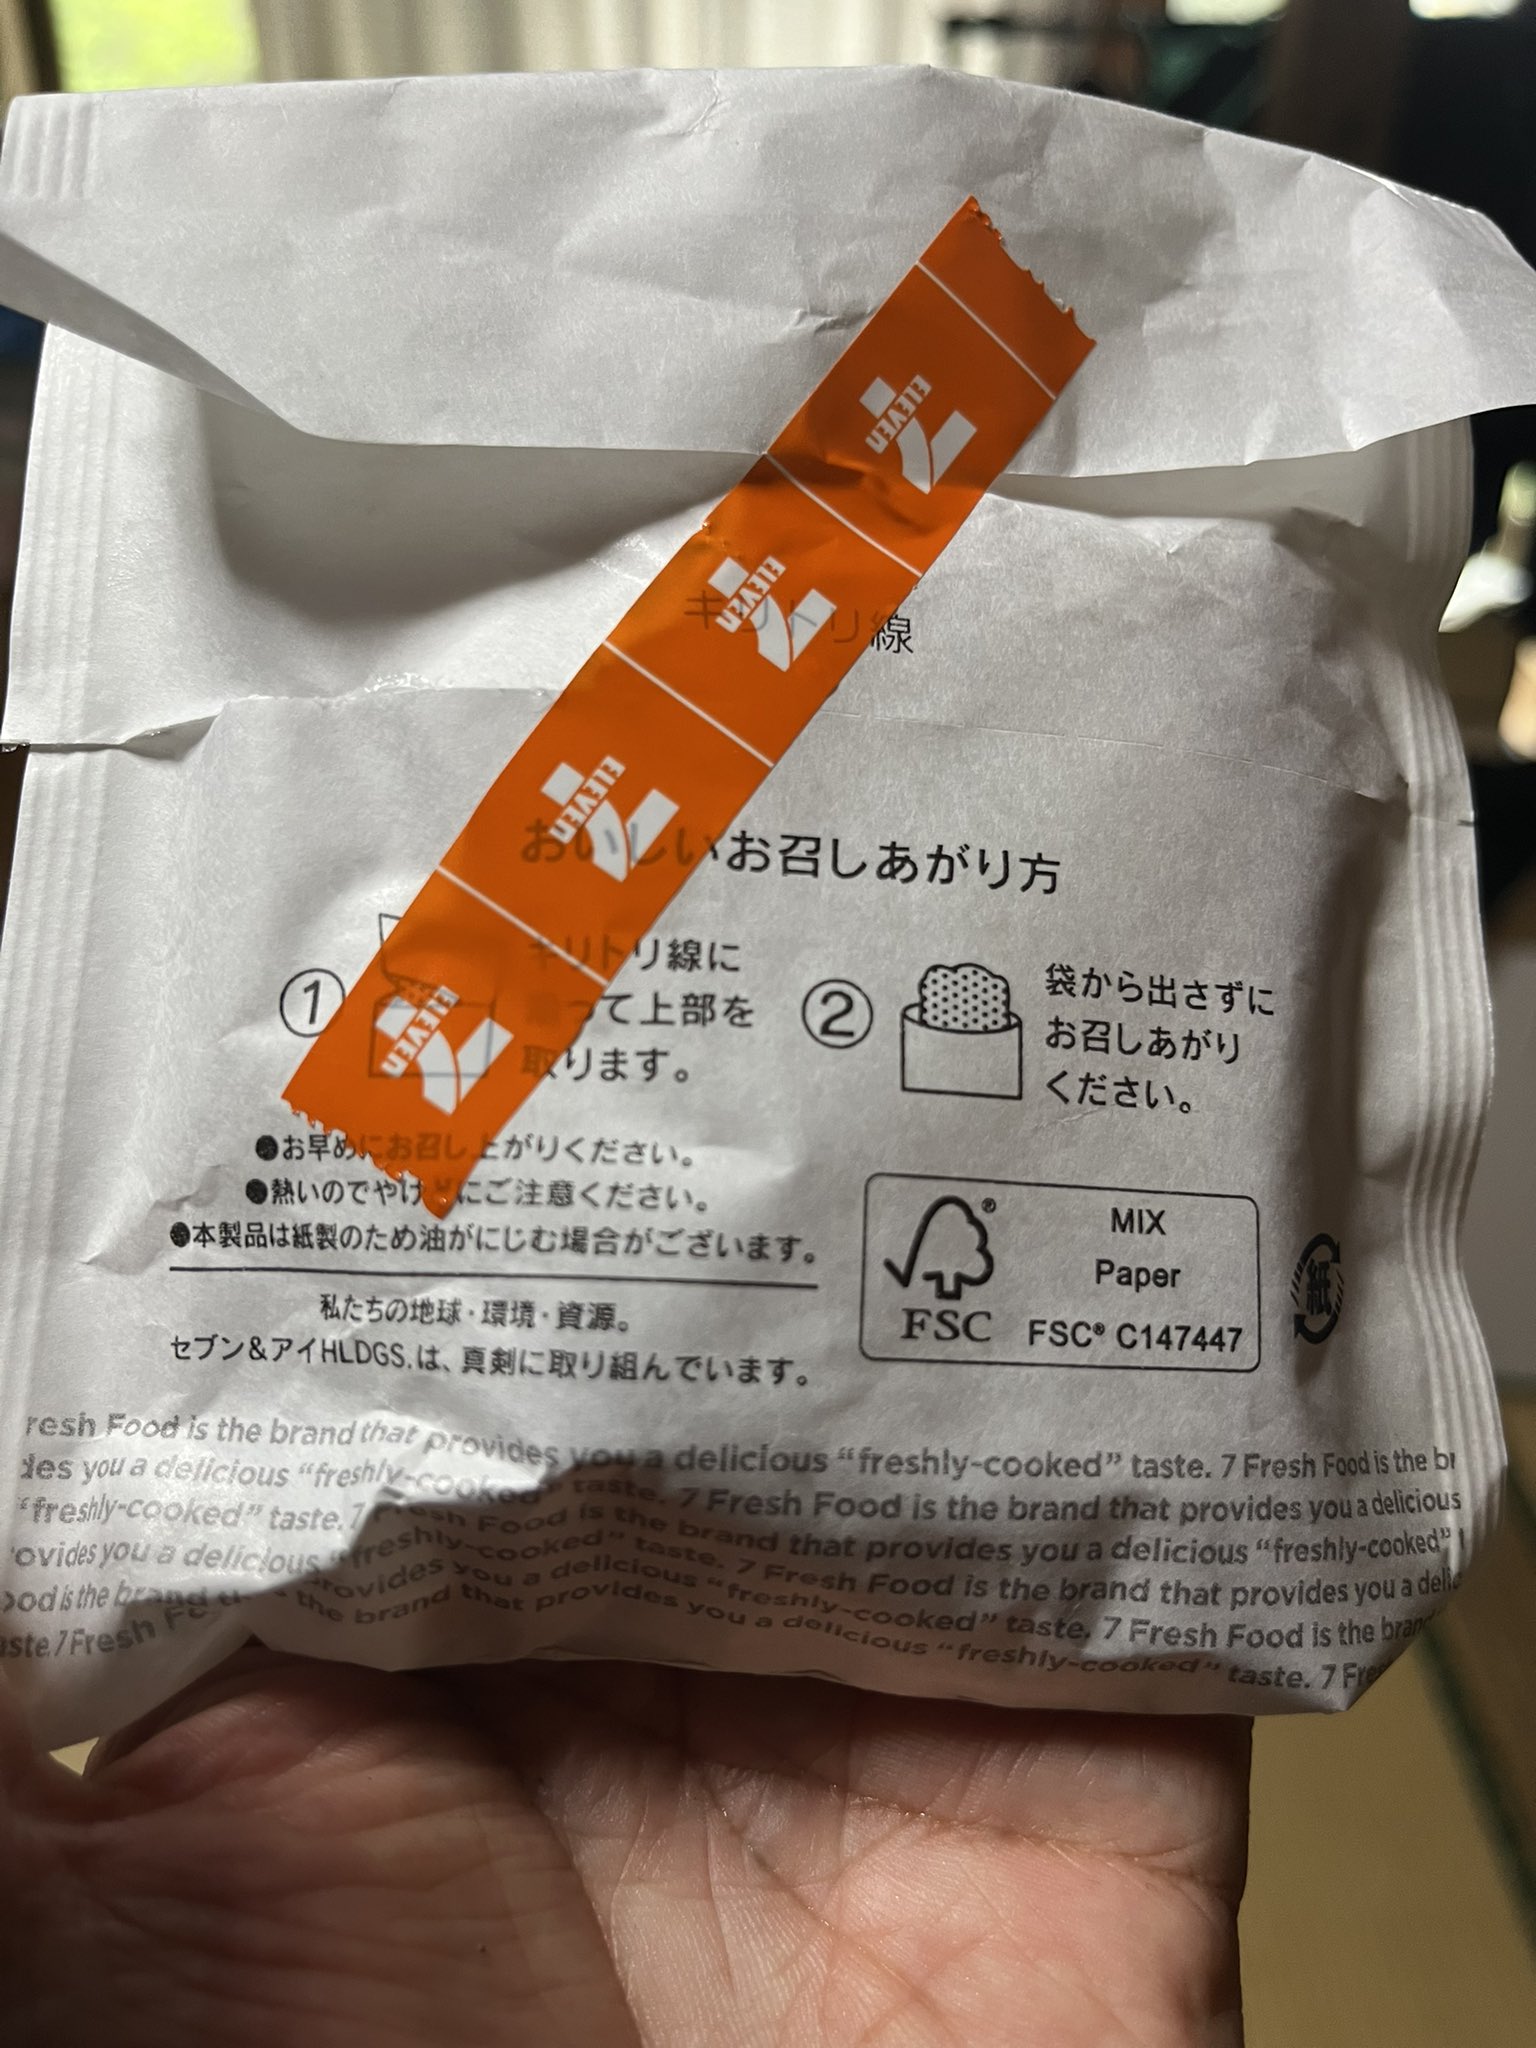 7 ELEVEn
7 ELEVEn
7 ELEVEn
7 ELEVEn
キリトリ線
おいしいお召しあがり方
①
キリトリ線に
って上部を
取ります。
②
袋から出さずに
お召しあがり
ください。
●お早めにお召し上がりください。
●熱いのでやけどにご注意ください。
●本製品は紙製のため油がにじむ場合がございます。
私たちの地球・環境・資源。
セブン&アイHLDGS.は、真剣に取り組んでいます。
FSC®
MIX
Paper
FSC® C147447
紙
resh Food is the brand that provides you a delicious “freshly-cooked” taste. 7 Fresh Food is the br
des you a delicious “freshly-cooked” taste. 7 Fresh Food is the brand that provides you a delicious
“freshly-cooked” taste. 7 Fresh Food is the brand that provides you a delicious “freshly-cooked” t
ovides you a delicious “freshly-cooked” taste. 7 Fresh Food is the brand that provides you a delic
ood is the brand provides you a delicious “freshly-cooked” taste. 7 Fresh Food is the bran
aste. 7 Fresh the brand that provides you a delicious “freshly-cooked” taste. 7 Fres